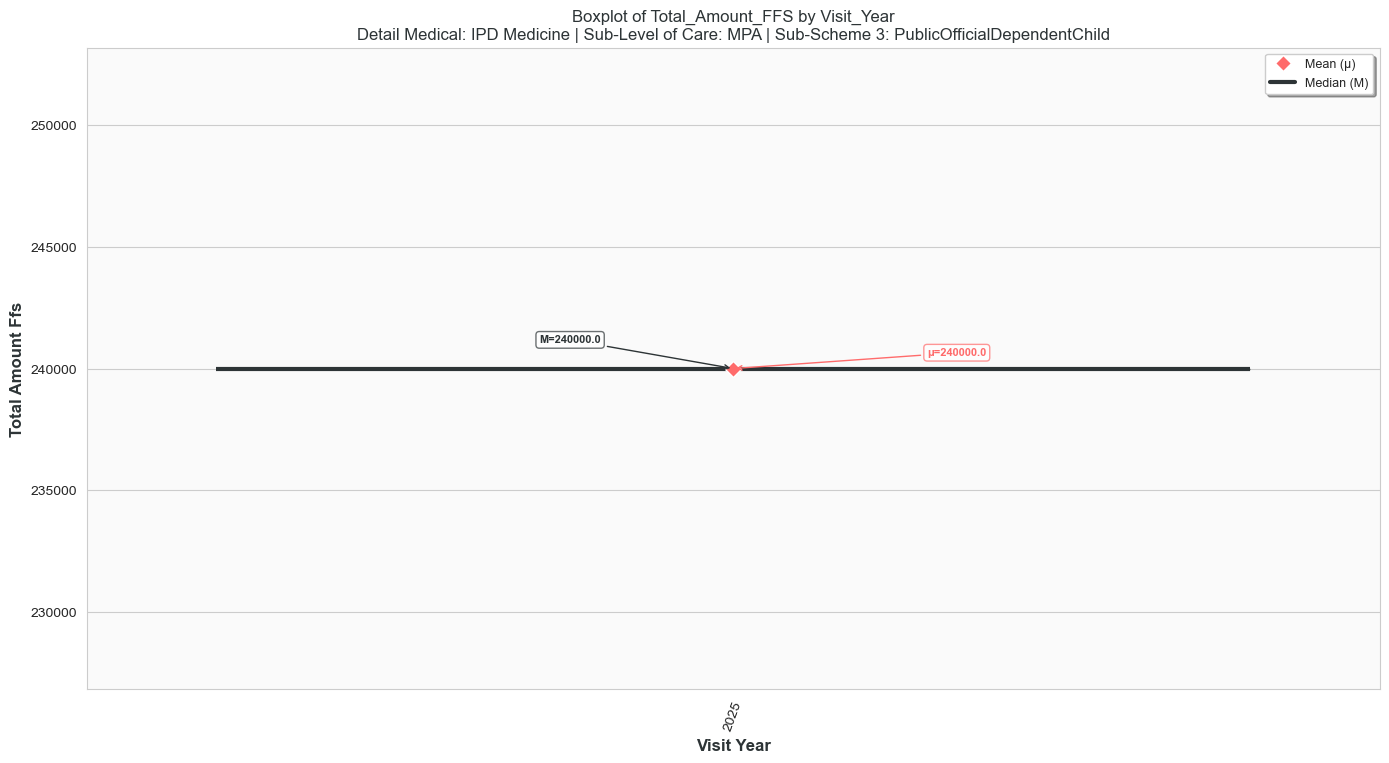 Boxplot of Total_Amount_FFS by Visit_Year
Detail Medical: IPD Medicine | Sub-Level of Care: MPA | Sub-Scheme 3: PublicOfficialDependentChild
Mean (μ)
Median (M)
250000
245000
240000
235000
230000
Total Amount Ffs
M=240000.0
μ=240000.0
2025
Visit Year